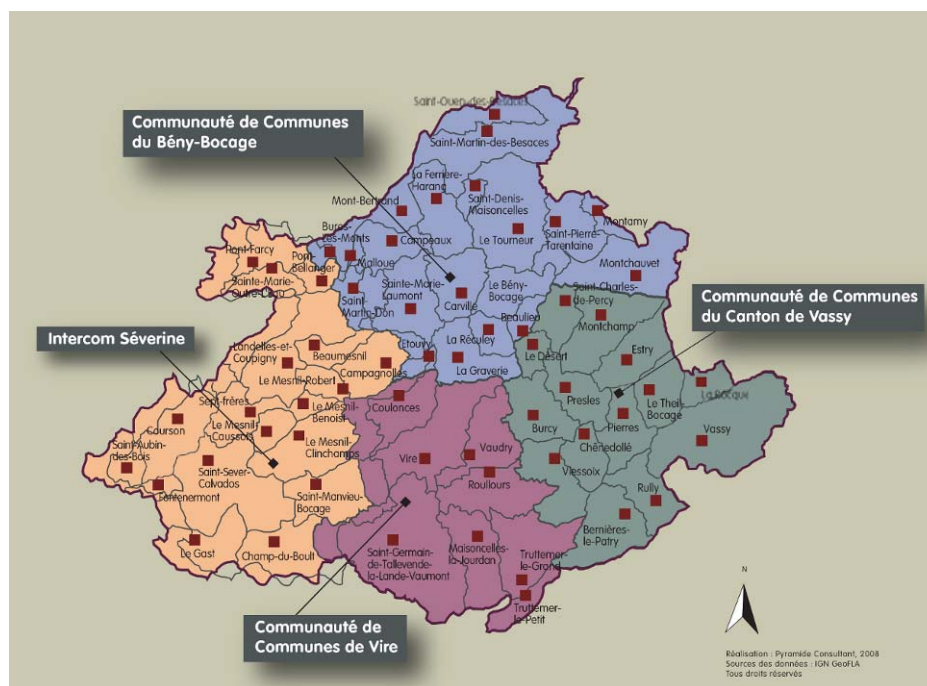 Saint-Ouen-des-Besaces
Communauté de Communes
du Bény-Bocage
Saint-Martin-des-Besaces
La Ferrière-
Harang
Saint-Denis-
Maisoncelles
Mont-Bertrand
Montamy
Saint-Pierre-
Tarentaine
Le Tourneur
Bures-
Les-Monts
Campeaux
Pont-Farcy
Pont-
Bellanger
Malloue
Montchauvet
Sainte-Marie-
Outre-L'eau
Sainte-Marie-
Laumont
Le Bény-
Bocage
Saint-Charles-
de-Percy
Carville
Saint-
Martin-Don
Beaulieu
Montchamp
Communauté de Communes
du Canton de Vassy
Intercom Séverine
Etouvy
La Réculey
La Graverie
Le Désert
Estry
Landelles-et-
Coupigny
Beaumesnil
Campagnolles
Le Mesnil-Robert
La Rocque
Presles
Le Theil-
Bocage
Sept-frères
Le Mesnil-
Benoist
Coulonces
Pierres
Courson
Le Mesnil-
Caussois
Le Mesnil-
Clinchamps
Burcy
Chênedollé
Vassy
Saint-Aubin-
des-Bois
Vire
Vaudry
Viessoix
Saint-Sever-
Calvados
Roullours
Fontenermont
Saint-Manvieu-
Bocage
Rully
Bernières-
le-Patry
Le Gast
Champ-du-Boult
Saint-Germain-
de-Tallevende-
la-Lande-Vaumont
Maisoncelles-
la-Jourdan
Truttemer-
le-Grand
Truttemer-
le-Petit
N
Communauté de
Communes de Vire
Réalisation : Pyramide Consultant, 2008
Sources des données : IGN GeoFLA
Tous droits réservés